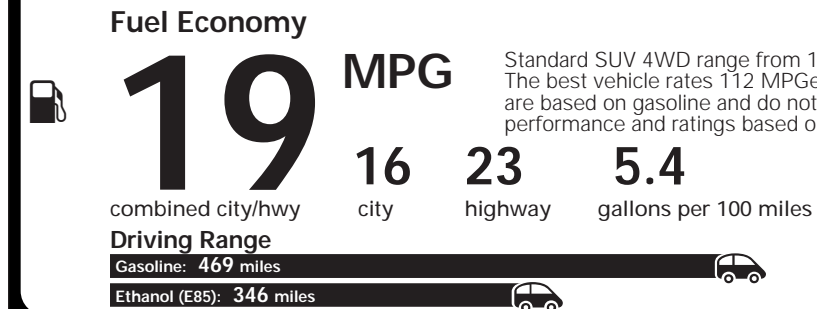 Fuel Economy
19 MPG
Standard SUV 4WD range from 1
The best vehicle rates 112 MPGe
are based on gasoline and do not
performance and ratings based o
16 23 5.4
combined city/hwy city highway gallons per 100 miles
Driving Range
Gasoline: 469 miles
Ethanol (E85): 346 miles